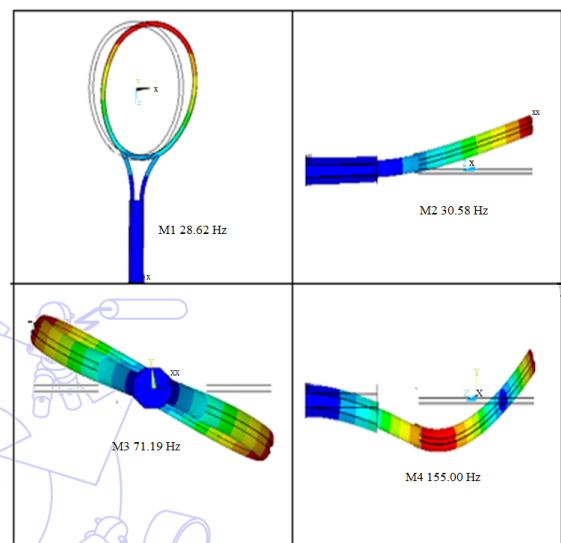 Y
X
Z
M1 28.62 Hz
X
XX
X
M2 30.58 Hz
Y
XX
M3 71.19 Hz
Y
Z X
M4 155.00 Hz